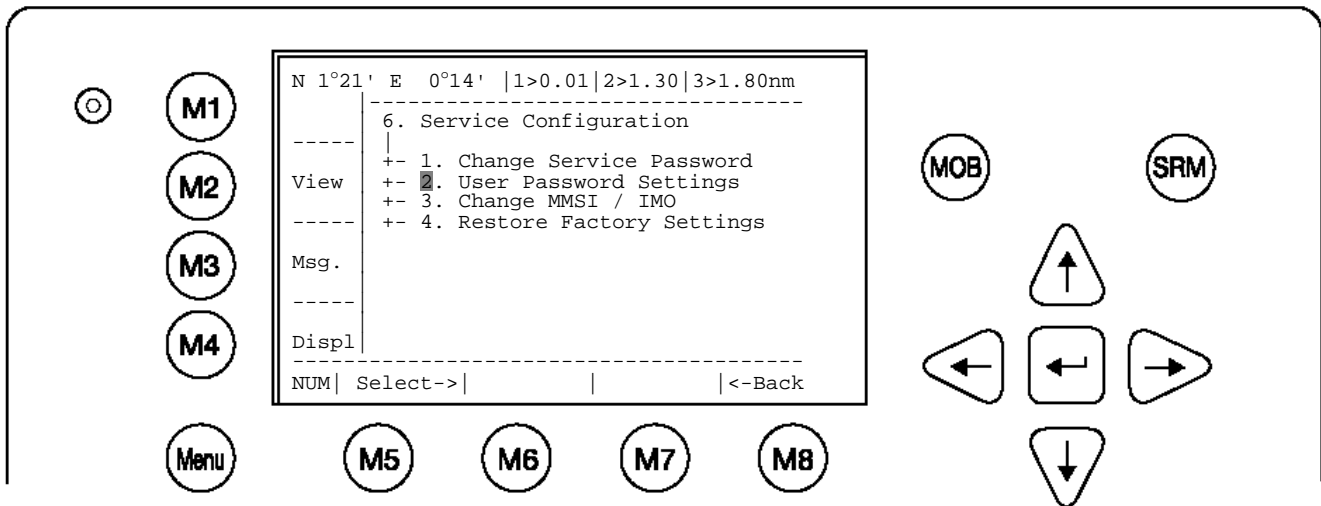 N 1°21' E 0°14' |1>0.01|2>1.30|3>1.80nm
6. Service Configuration
+- 1. Change Service Password
View +- 2. User Password Settings
+- 3. Change MMSI / IMO
+- 4. Restore Factory Settings
Msg.
Displ
NUM| Select->| | |<-Back
M1
M2
M3
M4
Menu
M5 M6 M7 M8
MOB SRM